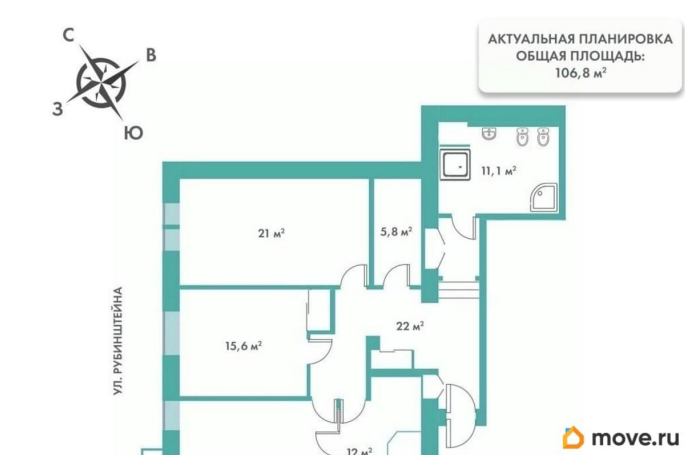 АКТУАЛЬНАЯ ПЛАНИРОВКА
ОБЩАЯ ПЛОЩАДЬ:
106,8 м²
С
В
З
Ю
11,1 м²
21 м²
5,8 м²
УЛ. РУБИНШТЕЙНА
15,6 м²
22 м²
12 м²
move.ru